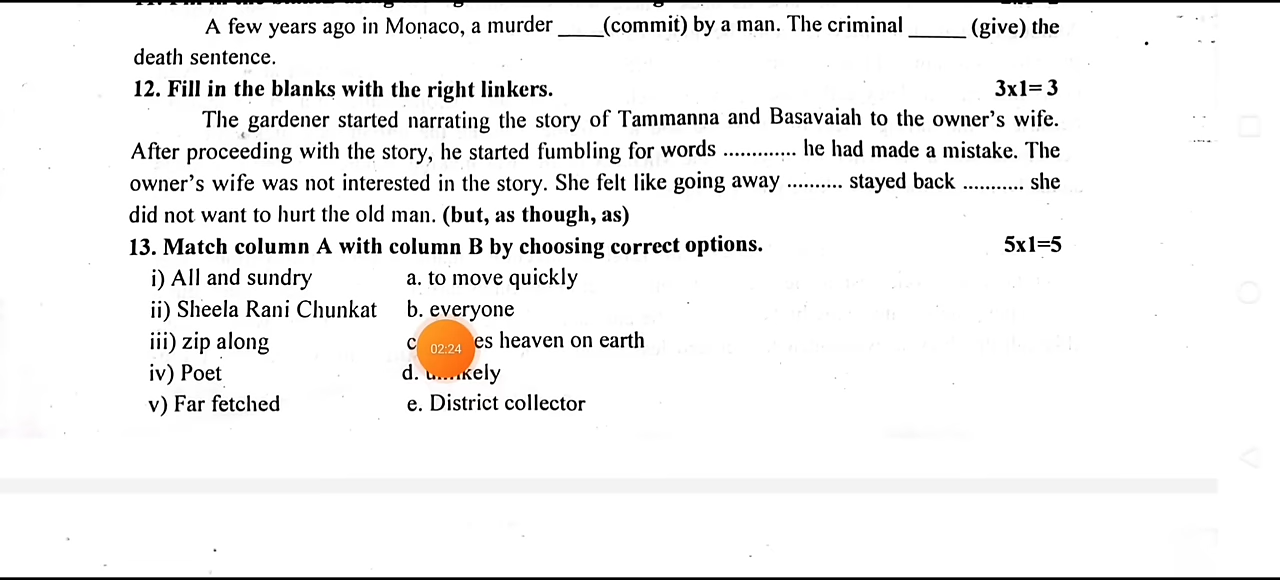 A few years ago in Monaco, a murder ____(commit) by a man. The criminal _____ (give) the
death sentence.
12. Fill in the blanks with the right linkers. 3x1= 3
The gardener started narrating the story of Tammanna and Basavaiah to the owner's wife.
After proceeding with the story, he started fumbling for words ............. he had made a mistake. The
owner's wife was not interested in the story. She felt like going away .......... stayed back ........... she
did not want to hurt the old man. (but, as though, as)
13. Match column A with column B by choosing correct options. 5x1=5
i) All and sundry a. to move quickly
ii) Sheela Rani Chunkat b. everyone
iii) zip along c heaven on earth
02:24
iv) Poet d.
v) Far fetched e. District collector